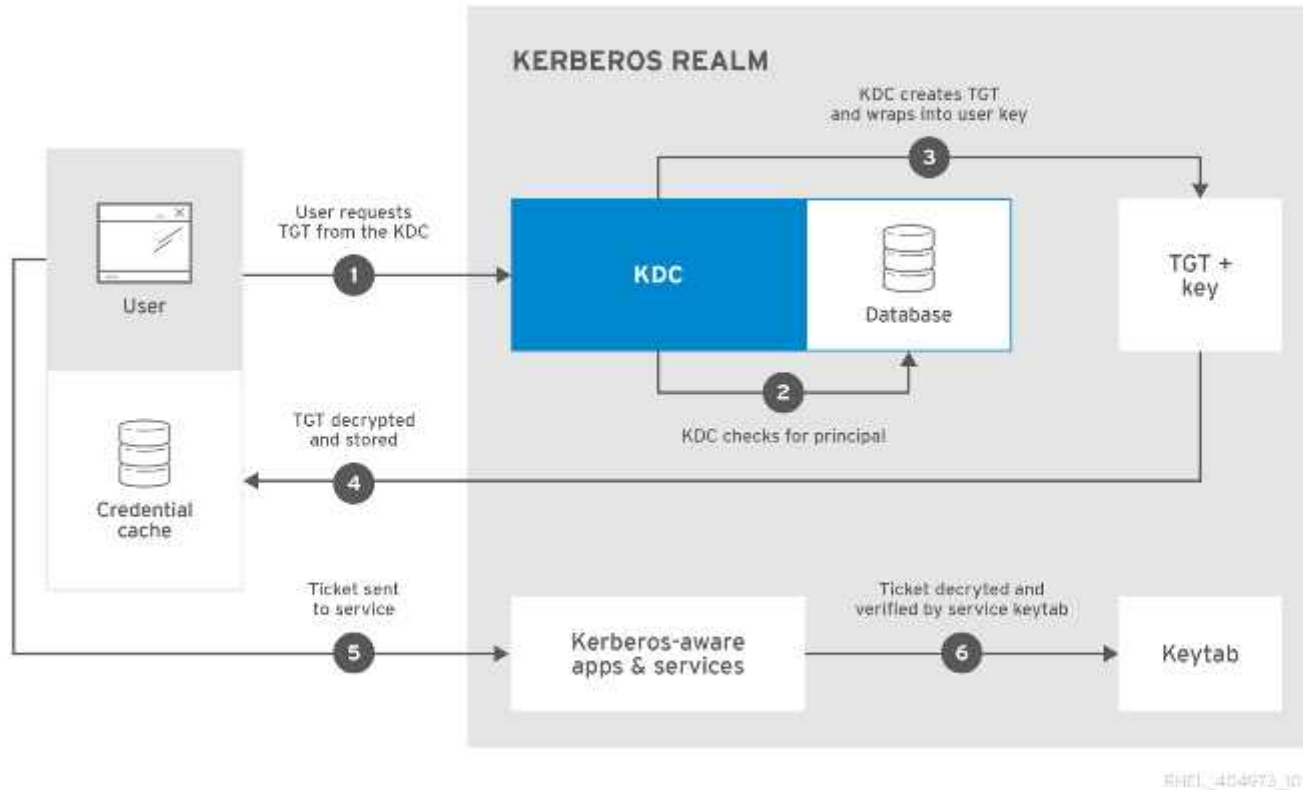 KERBEROS REALM
KDC creates TGT
and wraps into user key
3
User requests
TGT from the KDC
1
User
KDC
Database
TGT +
key
2
KDC checks for principal
TGT decrypted
and stored
4
Credential
cache
Ticket sent
to service
5
Kerberos-aware
apps & services
Ticket decryted and
verified by service keytab
6
Keytab
RHEL_404973_10